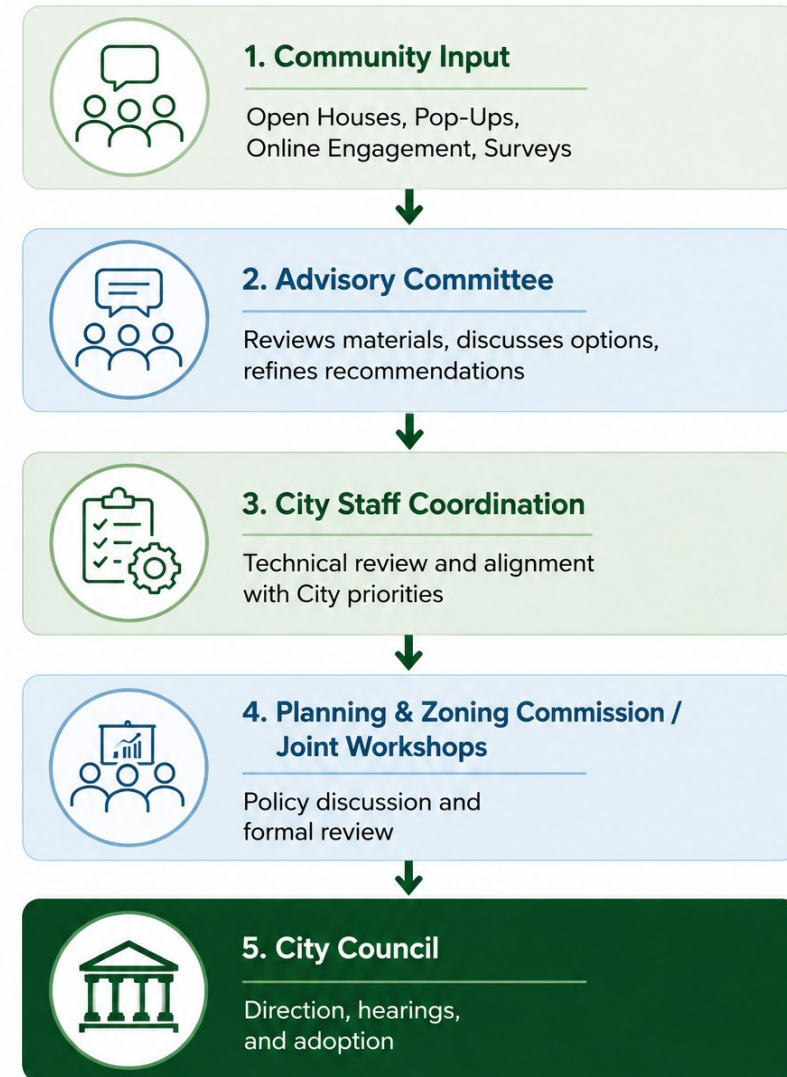 1. Community Input
Open Houses, Pop-Ups,
Online Engagement, Surveys
2. Advisory Committee
Reviews materials, discusses options,
refines recommendations
3. City Staff Coordination
Technical review and alignment
with City priorities
4. Planning & Zoning Commission /
Joint Workshops
Policy discussion and
formal review
5. City Council
Direction, hearings,
and adoption